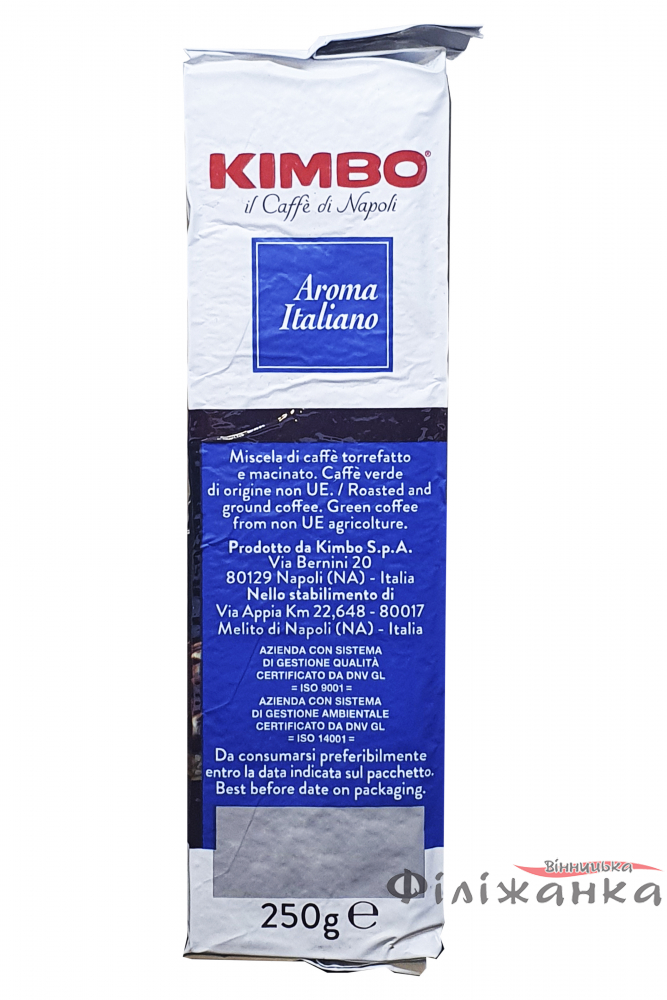 KIMBO®
il Caffè di Napoli
Aroma
Italiano
Miscela di caffè torrefatto
e macinato. Caffè verde
di origine non UE. / Roasted and
ground coffee. Green coffee
from non UE agricolture.
Prodotto da Kimbo S.p.A.
Via Bernini 20
80129 Napoli (NA) - Italia
Nello stabilimento di
Via Appia Km 22,648 - 80017
Melito di Napoli (NA) - Italia
AZIENDA CON SISTEMA
DI GESTIONE QUALITÀ
CERTIFICATO DA DNV GL
= ISO 9001 =
AZIENDA CON SISTEMA
DI GESTIONE AMBIENTALE
CERTIFICATO DA DNV GL
= ISO 14001 =
Da consumarsi preferibilmente
entro la data indicata sul pacchetto.
Best before date on packaging.
Вінницька
Філіжанка
250g ℮